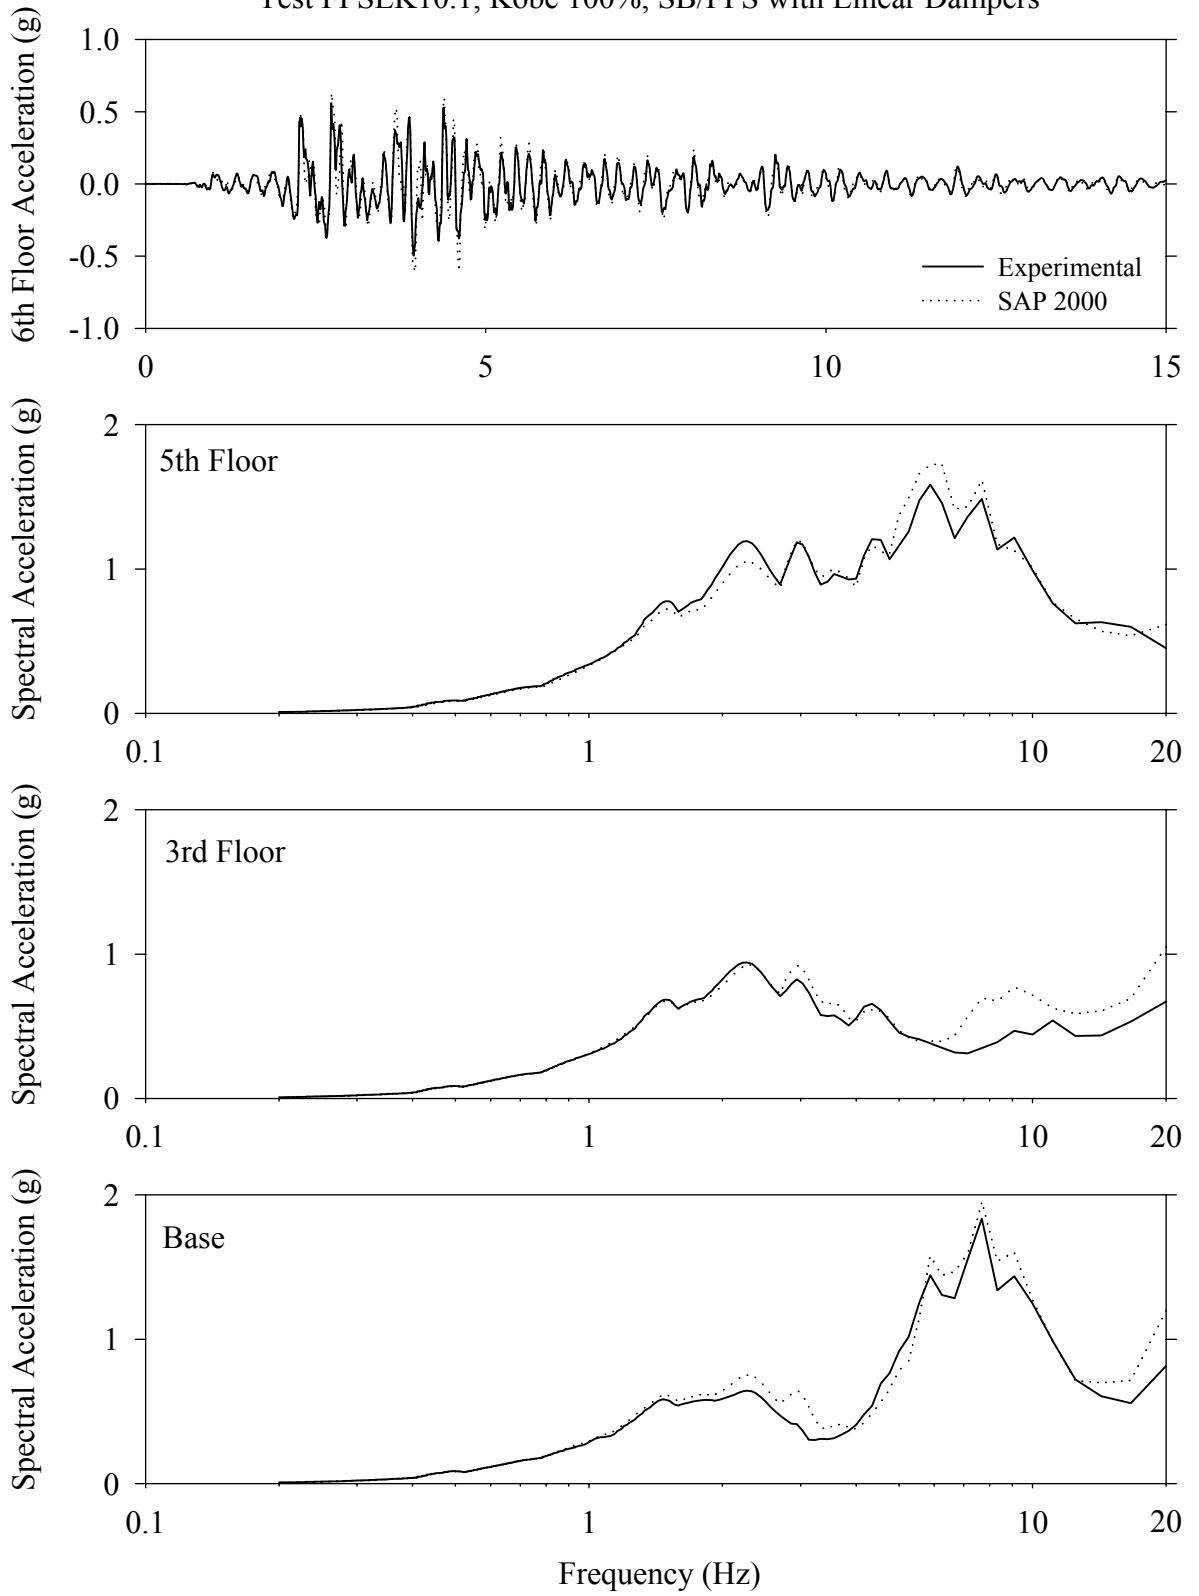 Kobe 100%, SB/FPS with Linear Dampers
6th Floor Acceleration (g)
1.0
0.5
0.0
-0.5
-1.0
Experimental
SAP 2000
0 5 10 15
Spectral Acceleration (g)
2
1
0
5th Floor
0.1 1 10 20
Spectral Acceleration (g)
2
1
0
3rd Floor
0.1 1 10 20
Spectral Acceleration (g)
2
1
0
Base
0.1 1 10 20
Frequency (Hz)